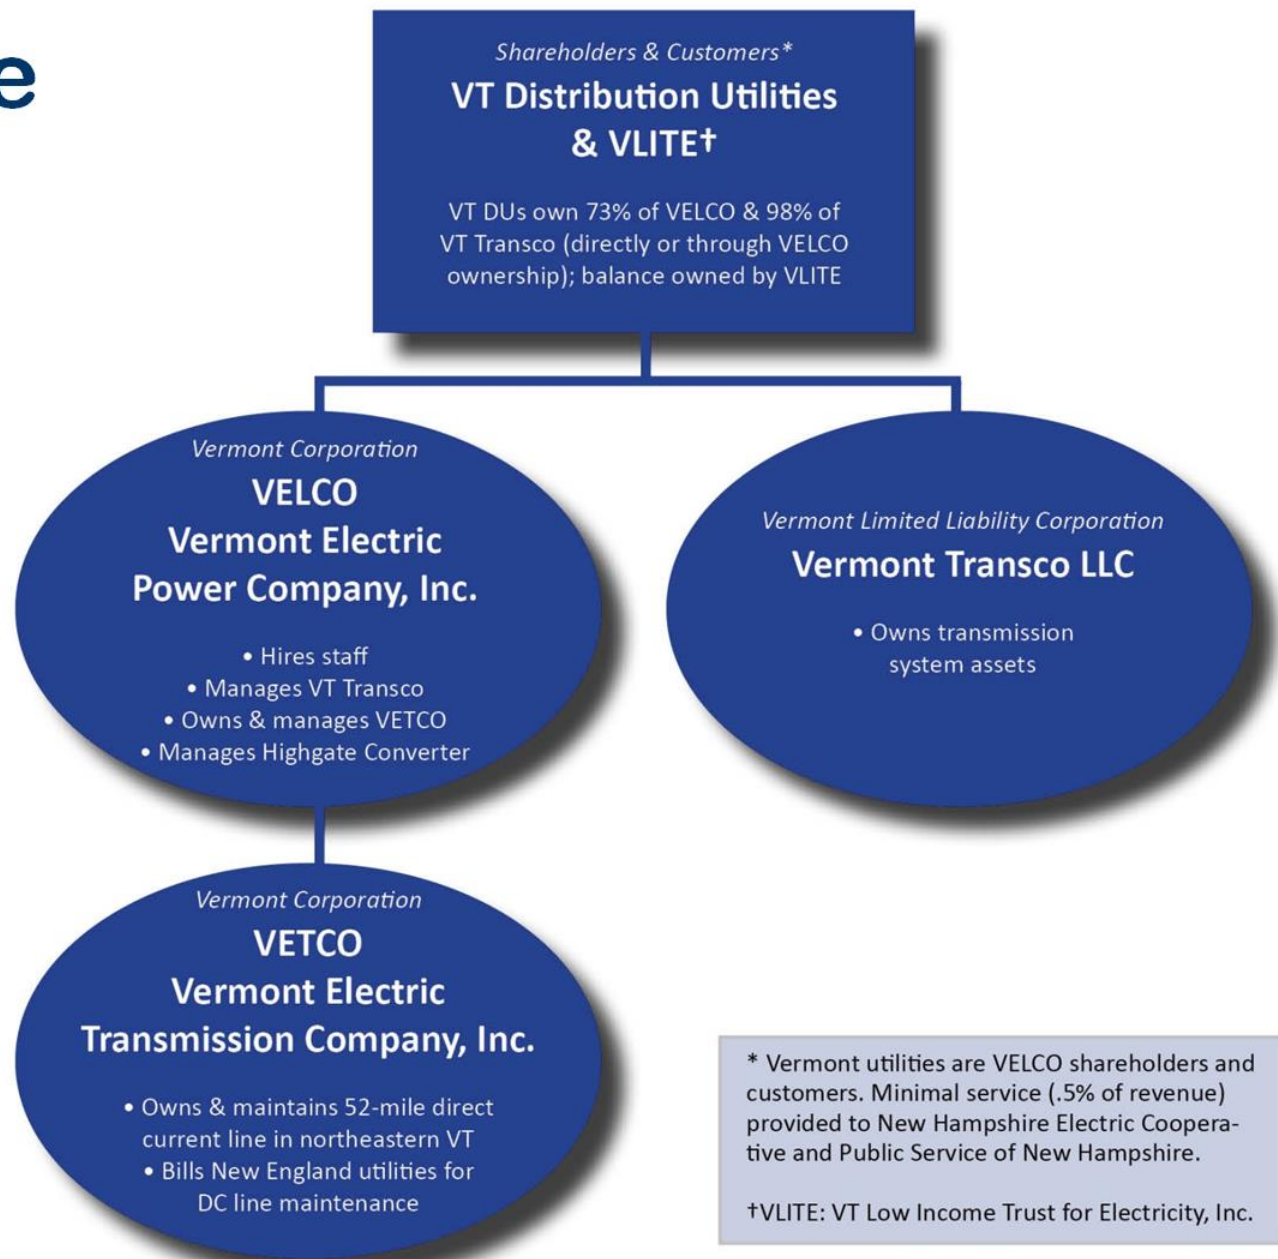 e
Shareholders & Customers*
VT Distribution Utilities
& VLITE†
VT DUs own 73% of VELCO & 98% of
VT Transco (directly or through VELCO
ownership); balance owned by VLITE
Vermont Corporation
VELCO
Vermont Electric
Power Company, Inc.
• Hires staff
• Manages VT Transco
• Owns & manages VETCO
• Manages Highgate Converter
Vermont Limited Liability Corporation
Vermont Transco LLC
• Owns transmission
system assets
Vermont Corporation
VETCO
Vermont Electric
Transmission Company, Inc.
• Owns & maintains 52-mile direct
current line in northeastern VT
• Bills New England utilities for
DC line maintenance
* Vermont utilities are VELCO shareholders and
customers. Minimal service (.5% of revenue)
provided to New Hampshire Electric Coopera-
tive and Public Service of New Hampshire.
†VLITE: VT Low Income Trust for Electricity, Inc.